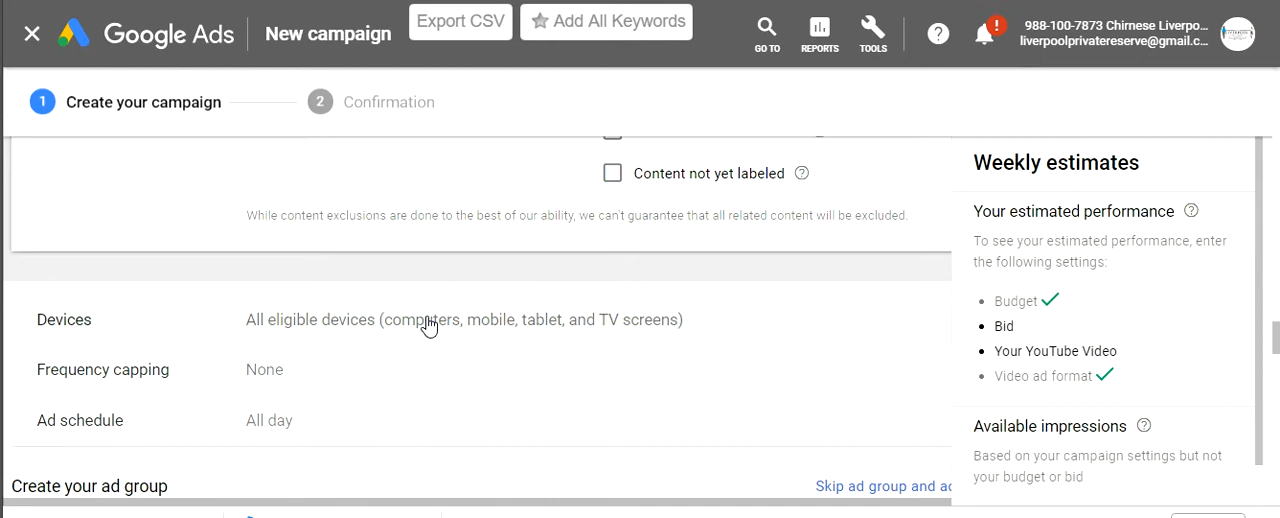 Google Ads
New campaign
Export CSV
Add All Keywords
GO TO
REPORTS
TOOLS
988-100-7873 Chirnese Liverpo...
liverpoolprivatereserve@gmail.c...
1 Create your campaign
2 Confirmation
Content not yet labeled
While content exclusions are done to the best of our ability, we can't guarantee that all related content will be excluded.
Devices
All eligible devices (computers, mobile, tablet, and TV screens)
Frequency capping
None
Ad schedule
All day
Create your ad group
Skip ad group and
Weekly estimates
Your estimated performance
To see your estimated performance, enter
the following settings:
Budget
Bid
Your YouTube Video
Video ad format
Available impressions
Based on your campaign settings but not
your budget or bid